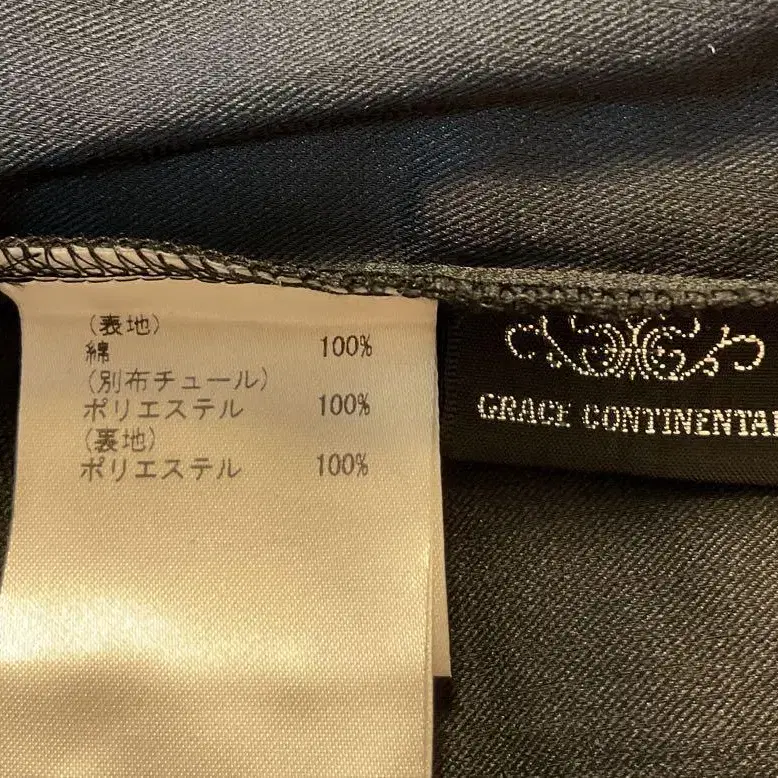 (表地)
綿 100%
(別布チュール)
ポリエステル 100%
(裏地)
ポリエステル 100%
GRACE CONTINENTAL